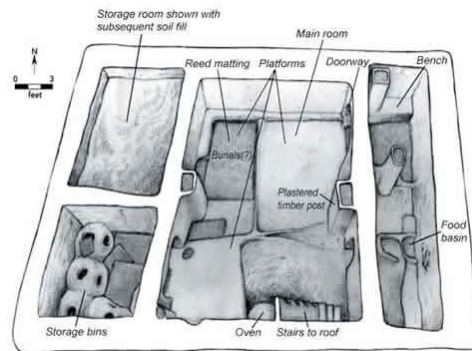 Storage room shown with
subsequent soil fill
Main room
Reed matting
Platforms
Doorway
Bench
N
0 3
feet
Burials(?)
Plastered
timber post
Food
basin
Storage bins
Oven
Stairs to roof